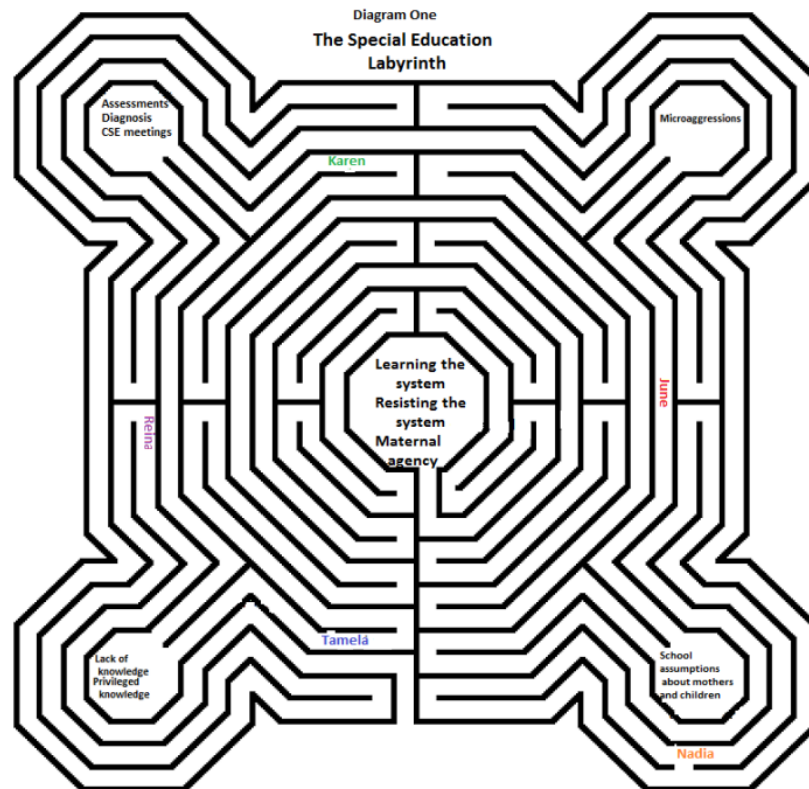 Diagram One
The Special Education
Labyrinth
Assessments
Diagnosis
CSE meetings
Microaggressions
Karen
Learning the
system
Resisting the
system
Maternal
agency
June
Reina
Tamelá
Lack of
knowledge
Privileged
knowledge
School
assumptions
about mothers
and children
Nadia